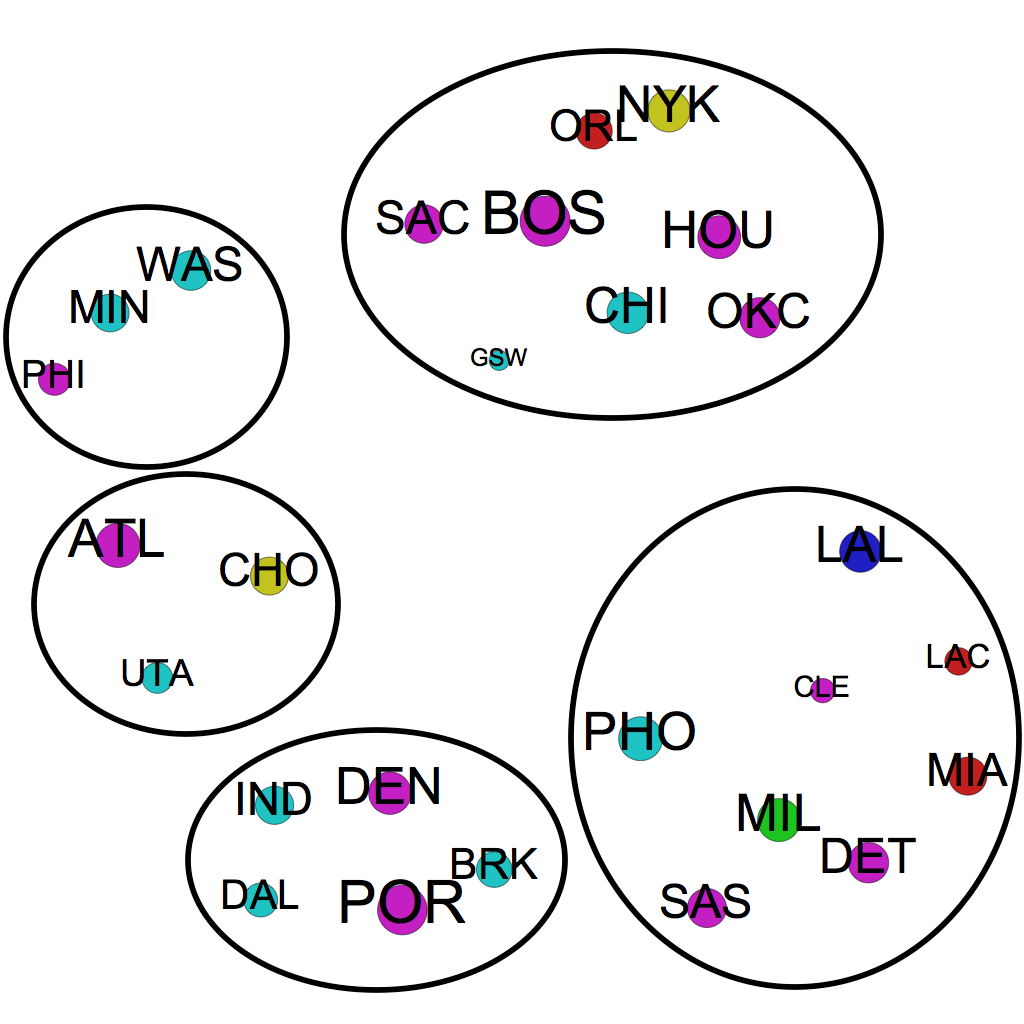 NYK
ORL
SAC
BOS
HOU
CHI
OKC
GSW
WAS
MIN
PHI
ATL
CHO
UTA
LAL
LAC
CLE
PHO
MIA
MIL
DET
SAS
IND
DEN
BRK
DAL
POR